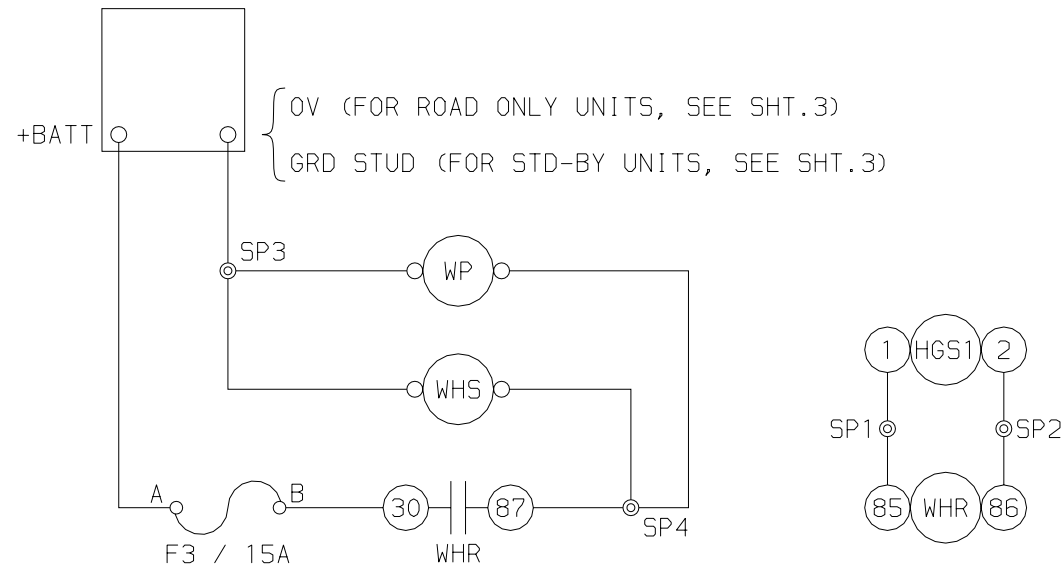 +BATT
OV (FOR ROAD ONLY UNITS, SEE SHT.3)
GRD STUD (FOR STD-BY UNITS, SEE SHT.3)
SP3
WP
WHS
1
HGS1
2
SP1
SP2
A
B
30
87
SP4
85
WHR
86
F3 / 15A
WHR